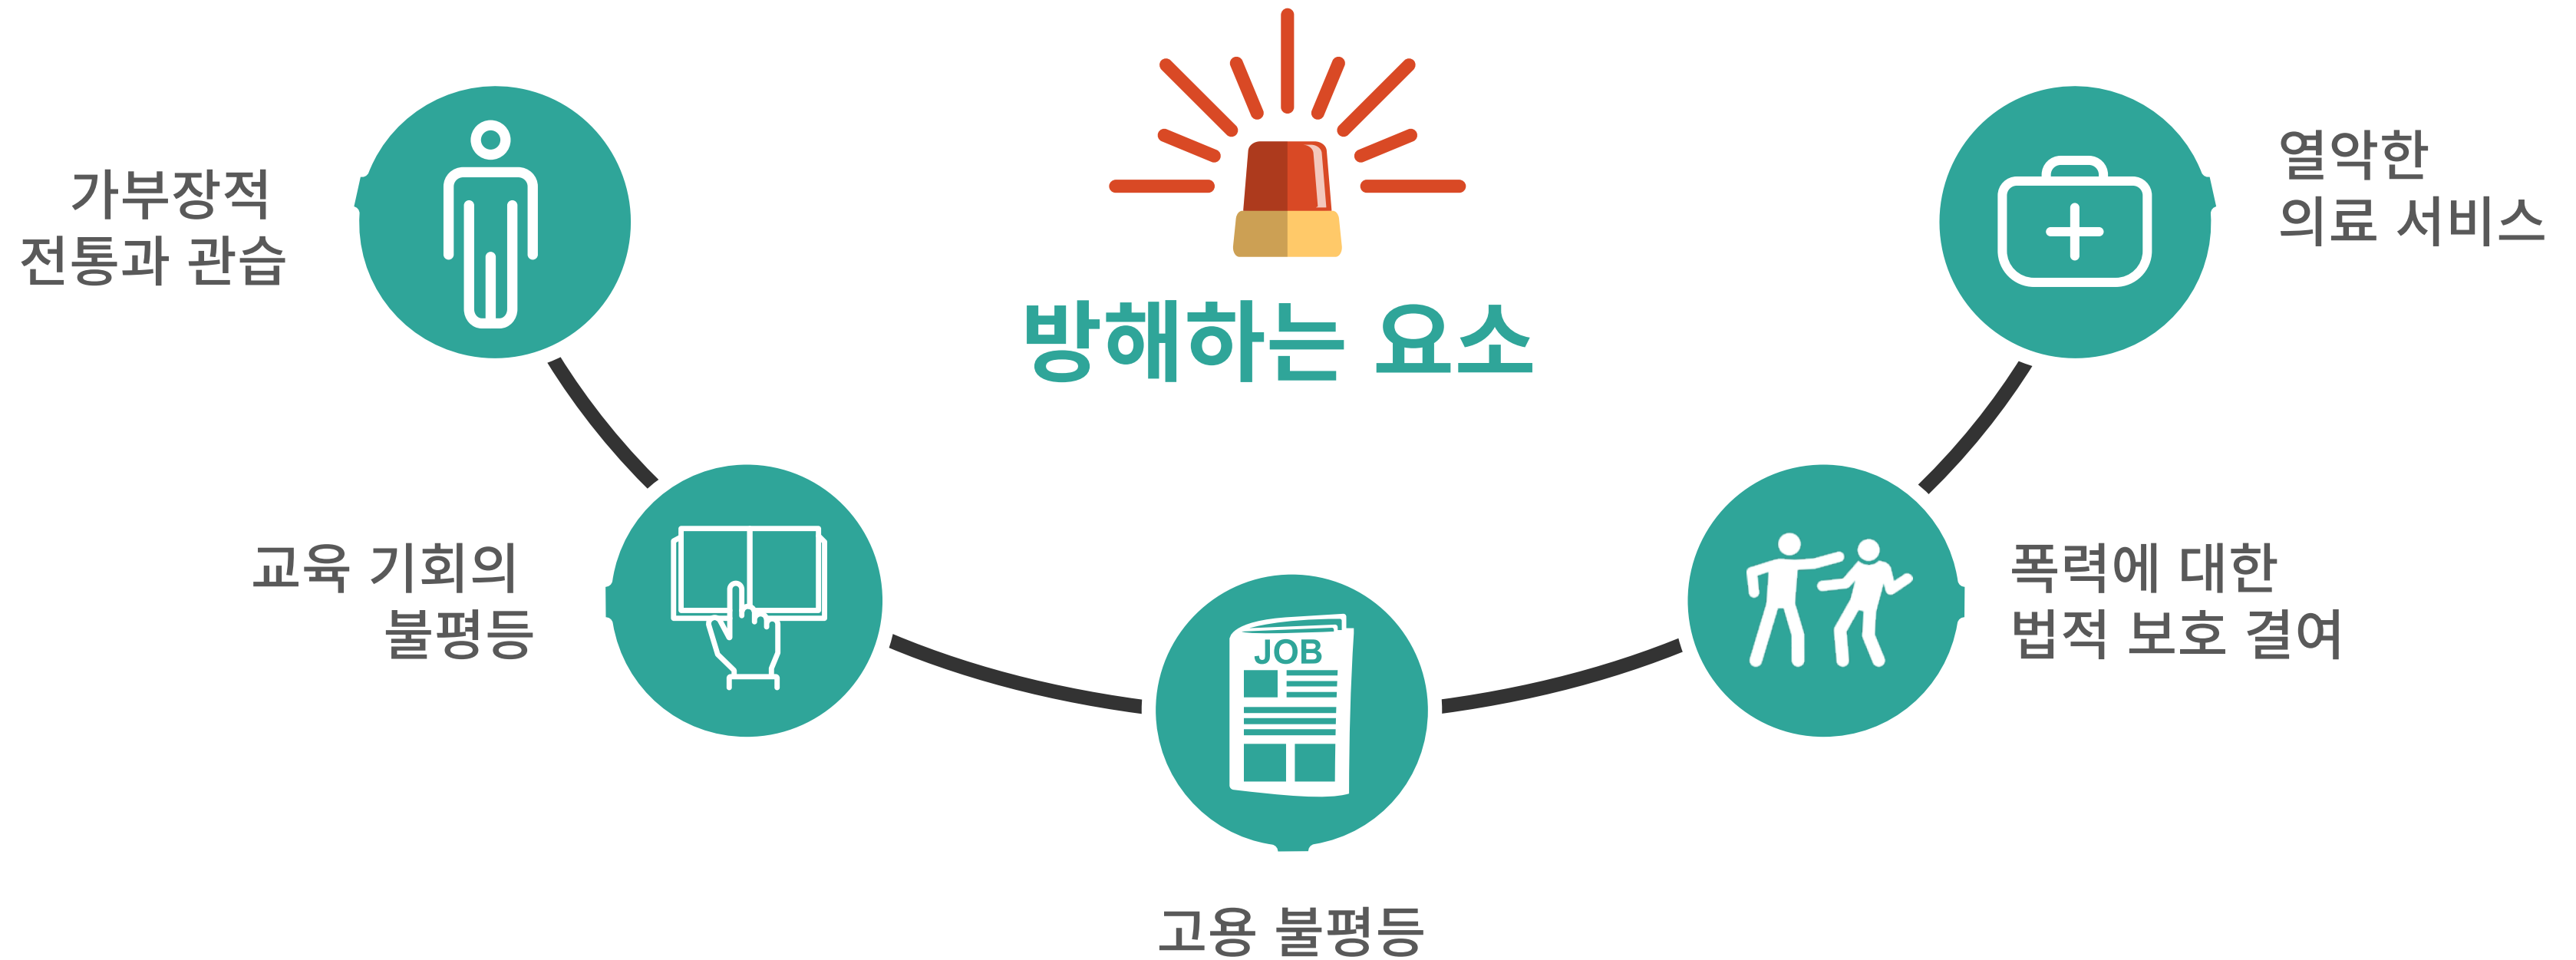 방해하는 요소
가부장적
전통과 관습
교육 기회의
불평등
JOB
고용 불평등
폭력에 대한
법적 보호 결여
열악한
의료 서비스